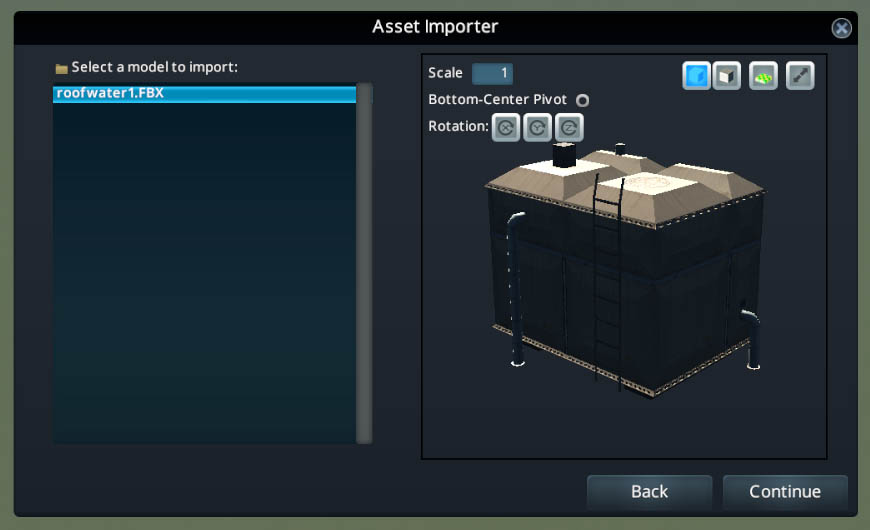 Asset Importer
Select a model to import:
roofwater1.FBX
Scale 1
Bottom-Center Pivot
Rotation: X Y Z
Back Continue